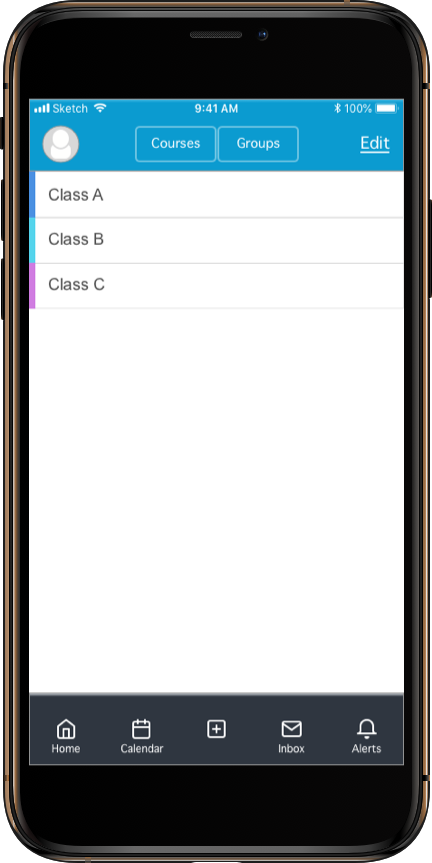 Sketch 9:41 AM 100%
Courses Groups Edit
Class A
Class B
Class C
Home Calendar Inbox Alerts